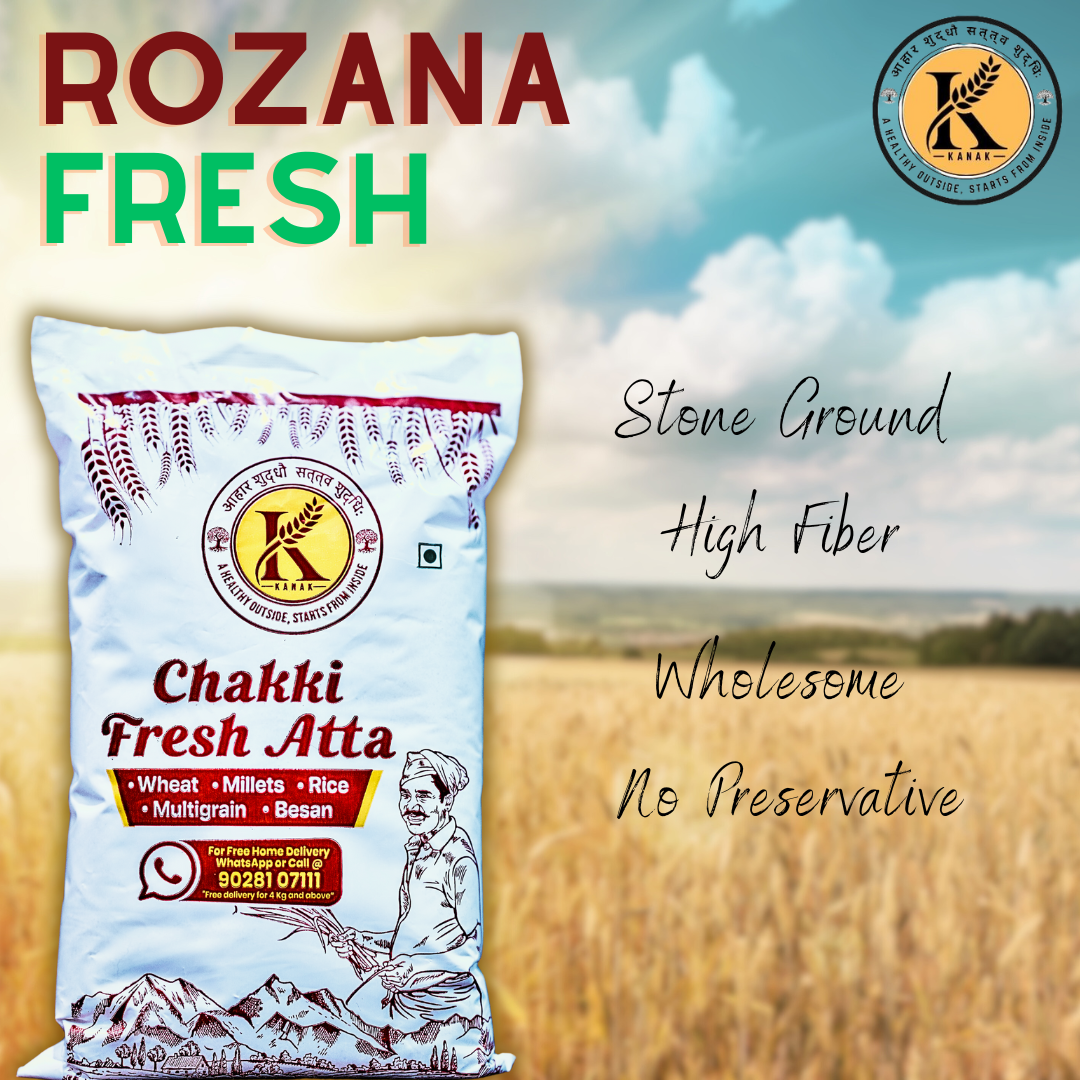 ROZANA
FRESH
आहार शुद्धौ सत्त्व शुद्धिः
KANAK
A HEALTHY OUTSIDE, STARTS FROM INSIDE
Stone Ground
High Fiber
Wholesome
No Preservative
आहार शुद्धौ सत्त्व शुद्धिः
KANAK
A HEALTHY OUTSIDE, STARTS FROM INSIDE
Chakki
Fresh Atta
• Wheat • Millets • Rice
• Multigrain • Besan
For Free Home Delivery
WhatsApp or Call @
90281 07111
"Free delivery for 4 Kg and above"